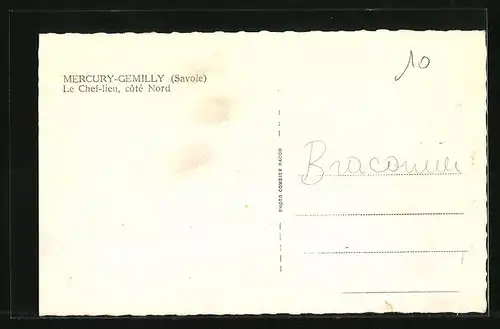 MERCURY-GEMILLY (Savoie)
Le Chef-lieu, côté Nord
10
PHOTO COMBIER MACON